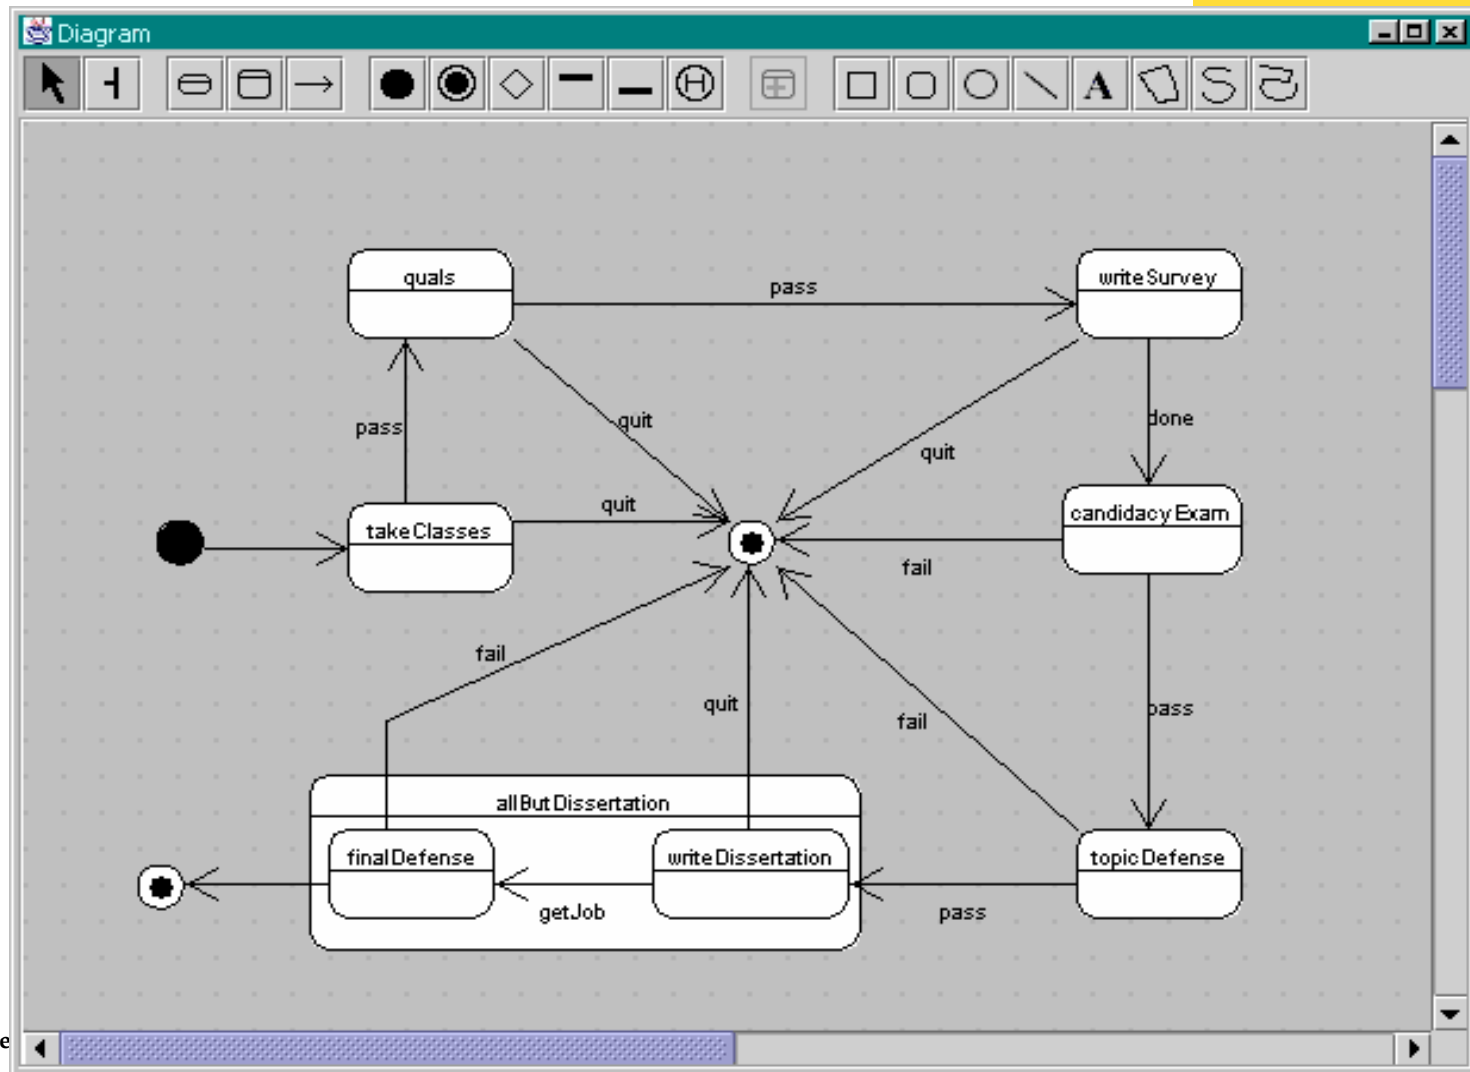 Diagram
A
quals
pass
writeSurvey
pass
quit
quit
done
takeClasses
quit
candidacyExam
fail
fail
quit
fail
pass
allButDissertation
finalDefense
writeDissertation
topicDefense
getJob
pass
e